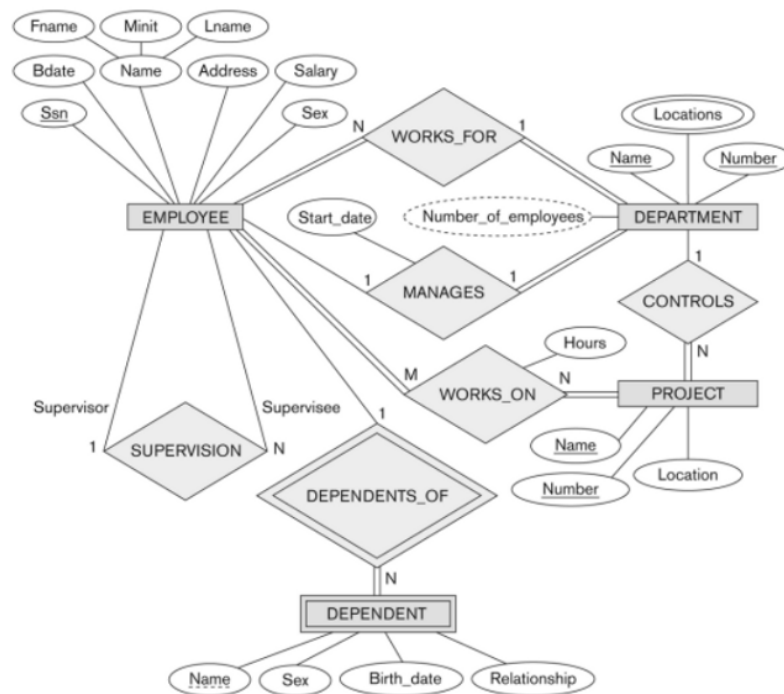 Fname Minit Lname
Bdate Name Address Salary
Ssn Sex
WORKS_FOR
N 1
Locations
Name Number
EMPLOYEE
Start_date
Number_of_employees
DEPARTMENT
MANAGES
1 1
1
CONTROLS
N
Hours
M
WORKS_ON
N
PROJECT
Name
Number
Location
Supervisor
Supervisee
1
SUPERVISION
N
1
DEPENDENTS_OF
N
DEPENDENT
Name Sex Birth_date Relationship